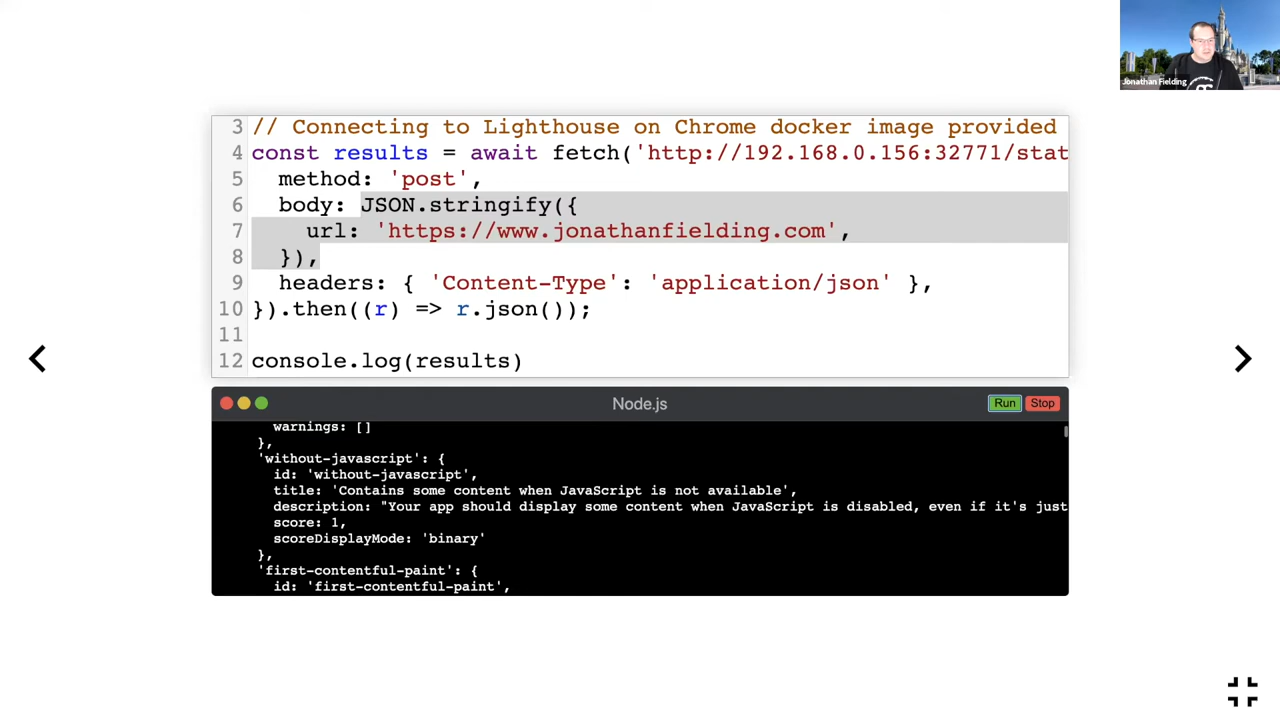 Jonathan Fielding
3 // Connecting to Lighthouse on Chrome docker image provided
4 const results = await fetch('http://192.168.0.156:32771/stat
5 method: 'post',
6 body: JSON.stringify({
7 url: 'https://www.jonathanfielding.com',
8 }),
9 headers: { 'Content-Type': 'application/json' },
10 }).then((r) => r.json());
11
12 console.log(results)
Node.js
Run Stop
warnings: []
},
'without-javascript': {
id: 'without-javascript',
title: 'Contains some content when JavaScript is not available',
description: "Your app should display some content when JavaScript is disabled, even if it's just
score: 1,
scoreDisplayMode: 'binary'
},
'first-contentful-paint': {
id: 'first-contentful-paint',